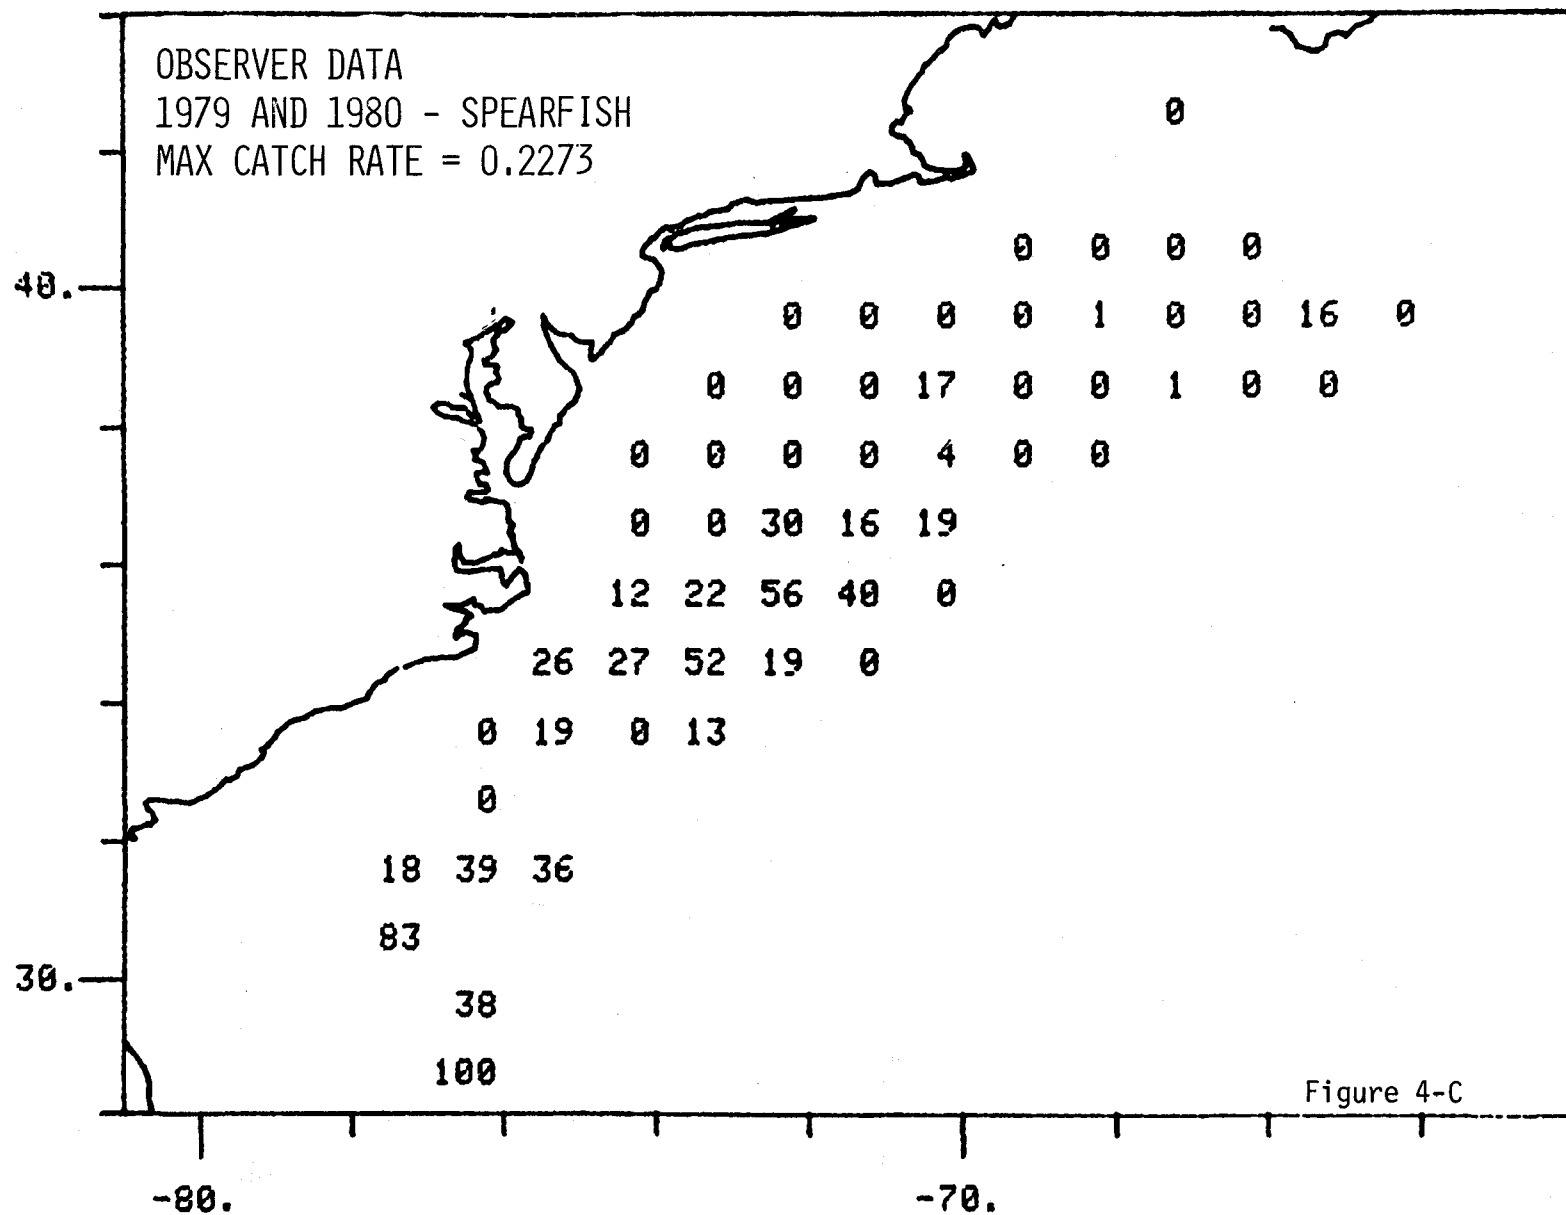 OBSERVER DATA
1979 AND 1980 - SPEARFISH
MAX CATCH RATE = 0.2273
0
0 0 0 0
40.
0 0 0 0 1 0 0 16 0
0 0 0 17 0 0 1 0 0
0 0 0 0 4 0 0
0 0 30 16 19
12 22 56 40 0
26 27 52 19 0
0 19 0 13
0
18 39 36
83
30.
38
100
Figure 4-C
-80. -70.